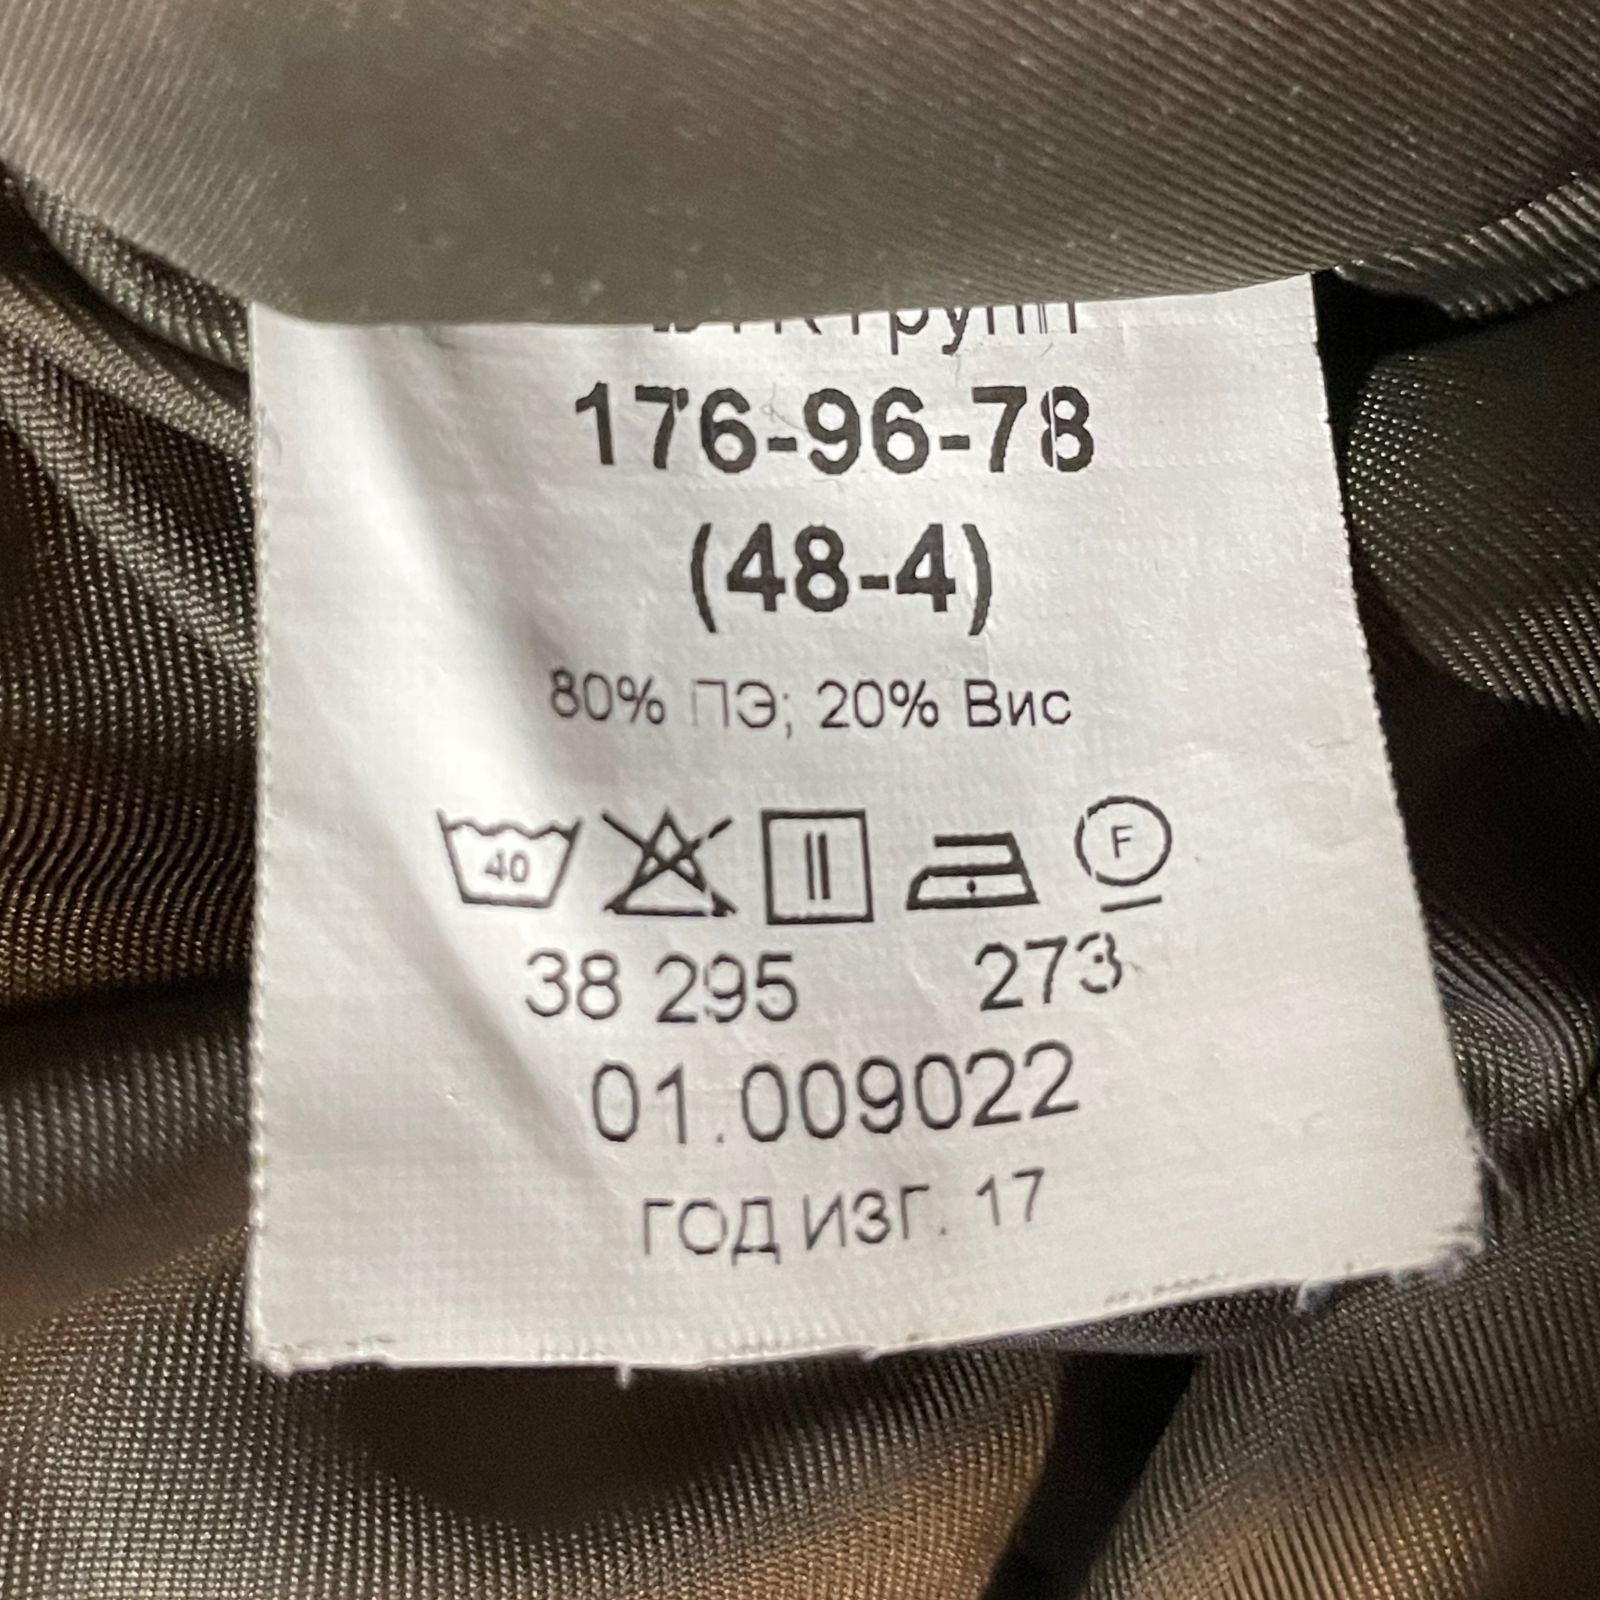 176-96-78
(48-4)
80% ПЭ; 20% Вис
40 F
38 295 273
01.009022
ГОД ИЗГ. 17